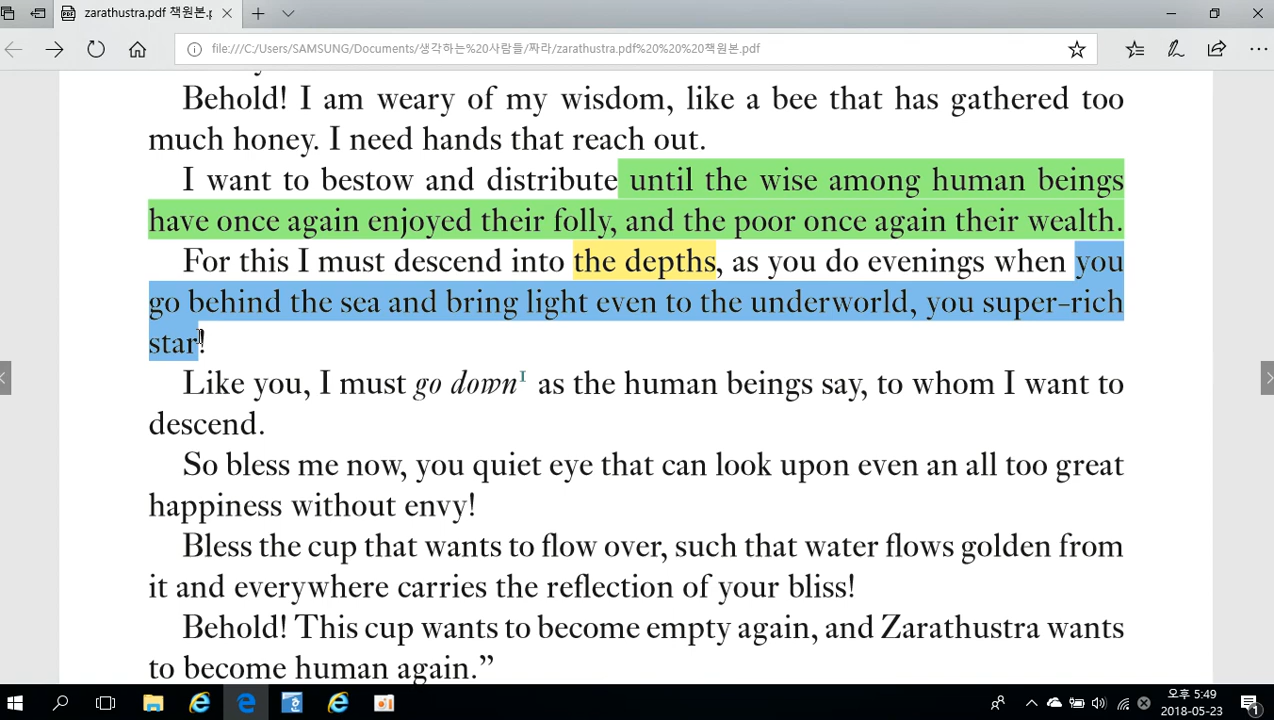 zarathustra.pdf 책원본.p
file:///C:/Users/SAMSUNG/Documents/생각하는%20사람들/짜라/zarathustra.pdf%20%20%20책원본.pdf
Behold! I am weary of my wisdom, like a bee that has gathered too
much honey. I need hands that reach out.
I want to bestow and distribute until the wise among human beings
have once again enjoyed their folly, and the poor once again their wealth.
For this I must descend into the depths, as you do evenings when you
go behind the sea and bring light even to the underworld, you super-rich
star!
Like you, I must go down¹ as the human beings say, to whom I want to
descend.
So bless me now, you quiet eye that can look upon even an all too great
happiness without envy!
Bless the cup that wants to flow over, such that water flows golden from
it and everywhere carries the reflection of your bliss!
Behold! This cup wants to become empty again, and Zarathustra wants
to become human again.”
오후 5:49
2018-05-23
1